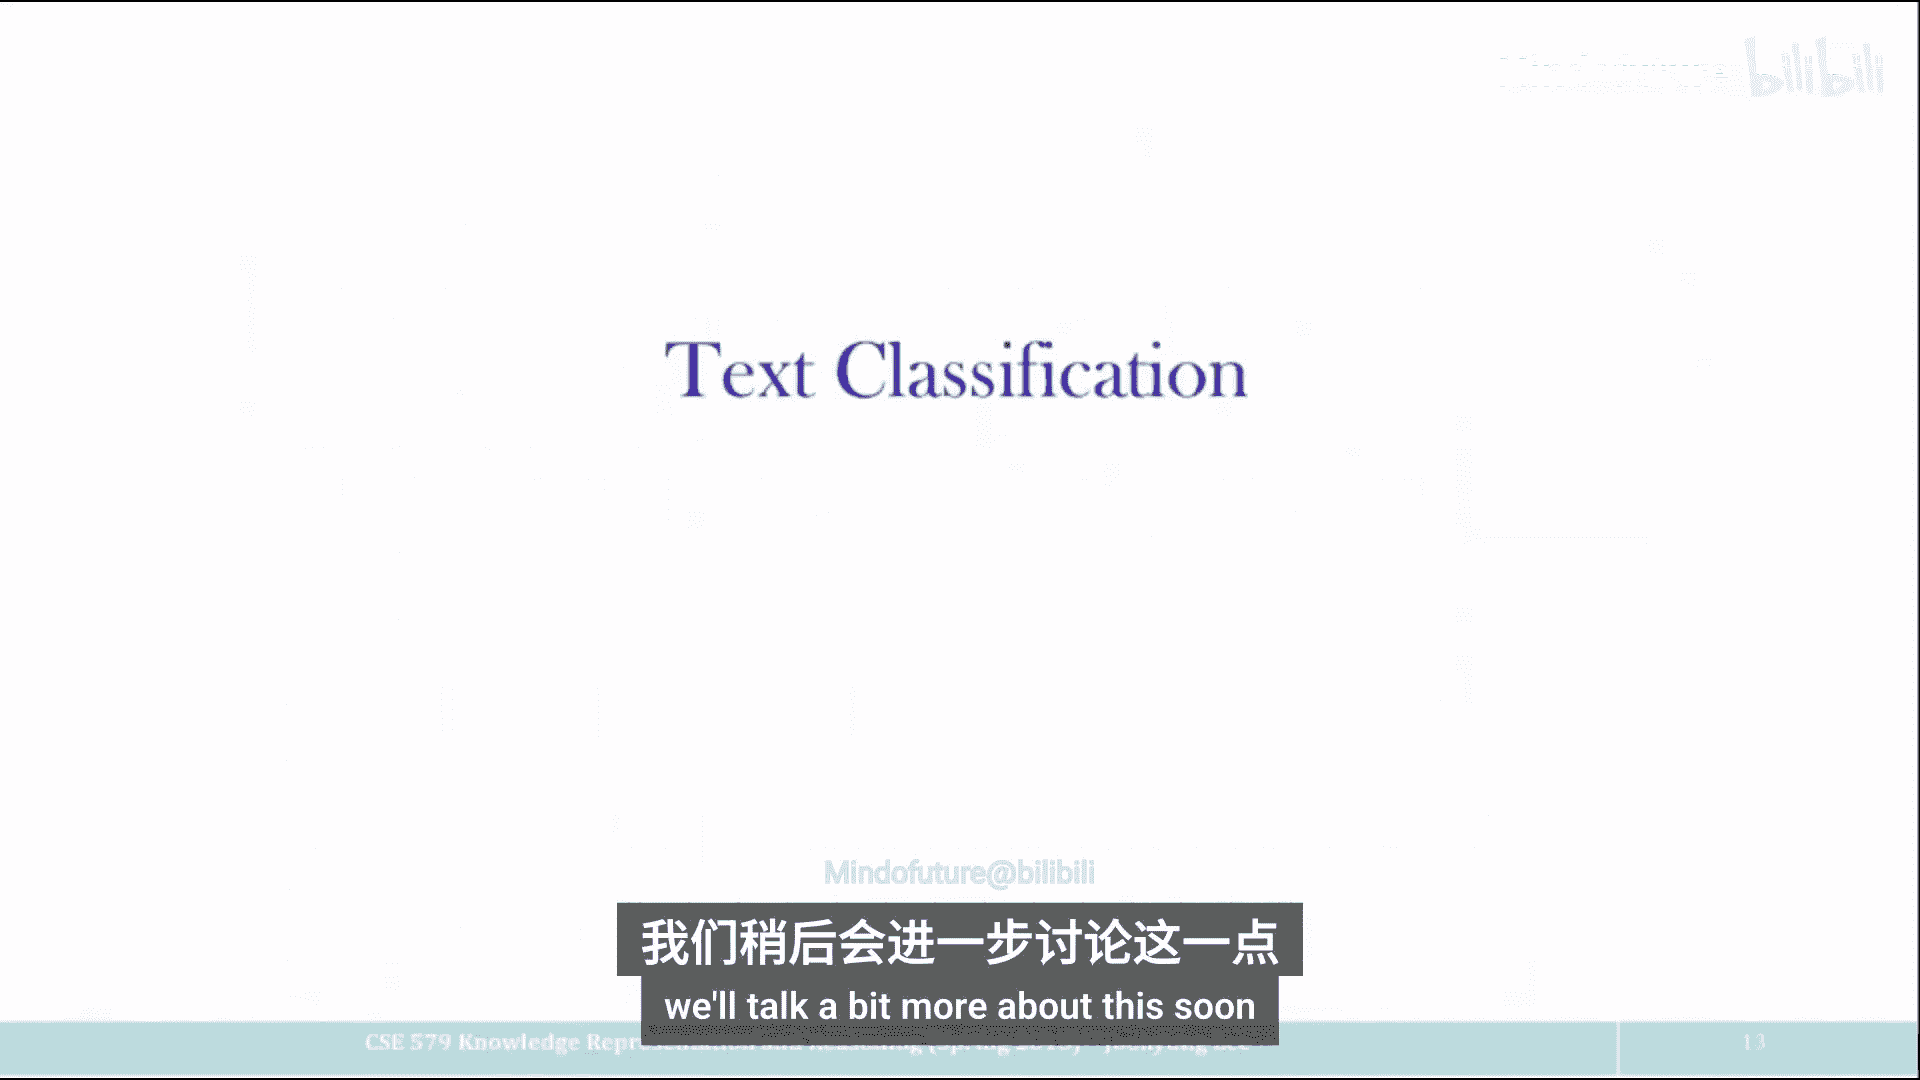 bilibili
Text Classification
Mindofuture@bilibili
我们稍后会进一步讨论这一点
we'll talk a bit more about this soon
CSE 579 Knowledge
13